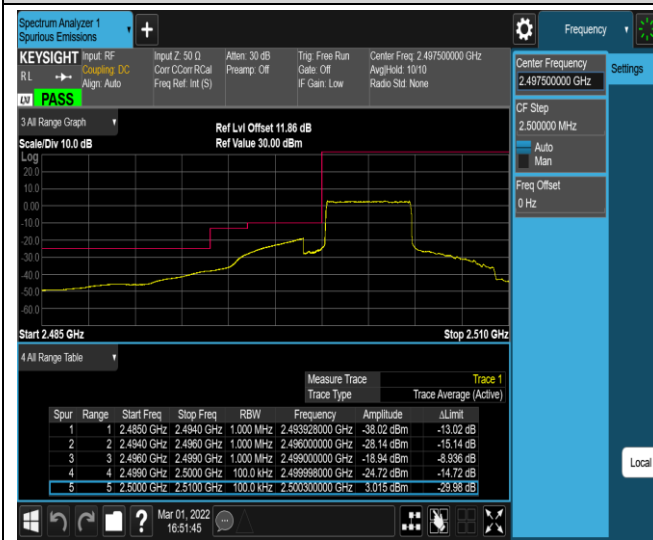 Spectrum Analyzer 1
Spurious Emissions
+
Frequency
KEYSIGHT
RL
Input: RF
Coupling: DC
Align: Auto
Input Z: 50 Ω
Corr CCorr RCal
Freq Ref: Int (S)
Atten: 30 dB
Preamp: Off
Trig: Free Run
Gate: Off
IF Gain: Low
Center Freq: 2.497500000 GHz
Avg|Hold: 10/10
Radio Std: None
LXI PASS
Center Frequency
2.497500000 GHz
Settings
CF Step
2.500000 MHz
Auto
Man
Freq Offset
0 Hz
3 All Range Graph
Scale/Div 10.0 dB
Ref Lvl Offset 11.86 dB
Ref Value 30.00 dBm
Log
20.0
10.0
0.00
-10.0
-20.0
-30.0
-40.0
-50.0
-60.0
Start 2.485 GHz Stop 2.510 GHz
4 All Range Table
Measure Trace Trace 1
Trace Type Trace Average (Active)
Spur Range Start Freq Stop Freq RBW Frequency Amplitude ΔLimit
1 1 2.4850 GHz 2.4940 GHz 1.000 MHz 2.493928000 GHz -38.02 dBm -13.02 dB
2 2 2.4940 GHz 2.4960 GHz 1.000 MHz 2.496000000 GHz -28.14 dBm -15.14 dB
3 3 2.4960 GHz 2.4990 GHz 1.000 MHz 2.499000000 GHz -18.94 dBm -8.936 dB
4 4 2.4990 GHz 2.5000 GHz 100.0 kHz 2.499998000 GHz -24.72 dBm -14.72 dB
5 5 2.5000 GHz 2.5100 GHz 100.0 kHz 2.500300000 GHz 3.015 dBm -29.98 dB
Local
?
Mar 01, 2022
16:51:45